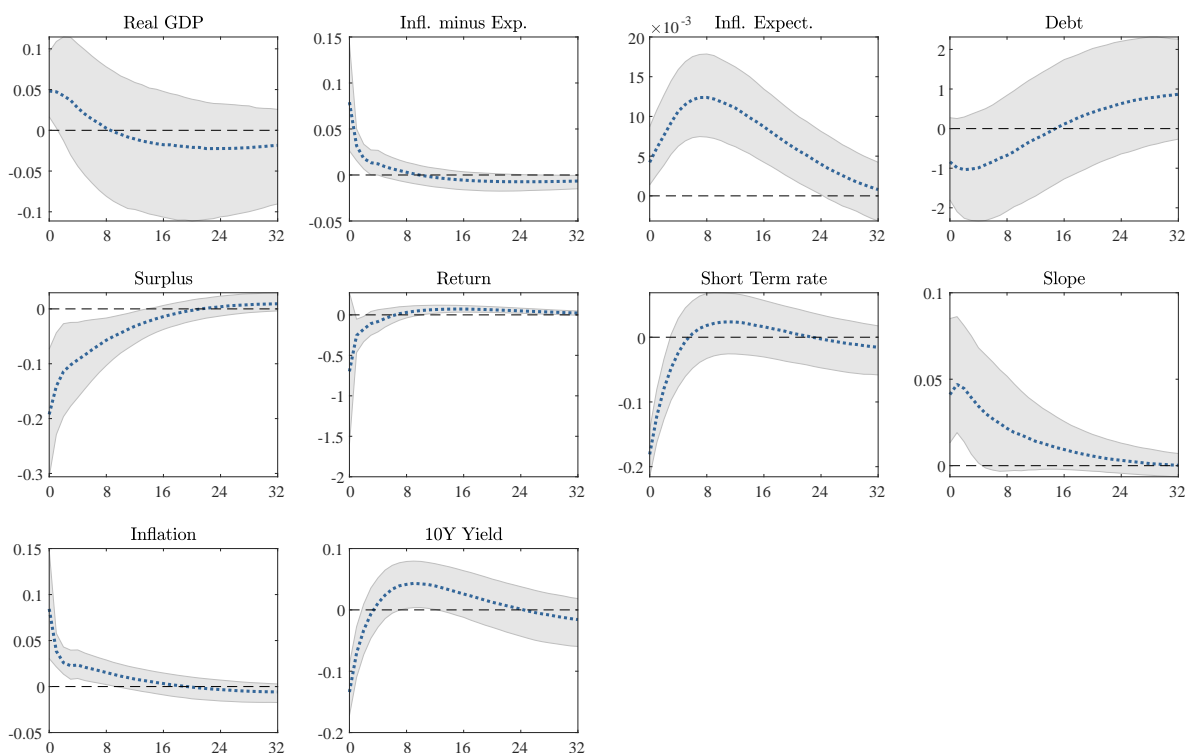 Real GDP
0.1
0.05
0
-0.05
-0.1
0 8 16 24 32
Infl. minus Exp.
0.15
0.1
0.05
0
-0.05
0 8 16 24 32
Infl. Expect.
×10-3
20
15
10
5
0
0 8 16 24 32
Debt
2
1
0
-1
-2
0 8 16 24 32
Surplus
0
-0.1
-0.2
-0.3
0 8 16 24 32
Return
0
-0.5
-1
-1.5
-2
0 8 16 24 32
Short Term rate
0
-0.1
-0.2
0 8 16 24 32
Slope
0.1
0.05
0
0 8 16 24 32
Inflation
0.15
0.1
0.05
0
-0.05
0 8 16 24 32
10Y Yield
0.1
0
-0.1
-0.2
0 8 16 24 32